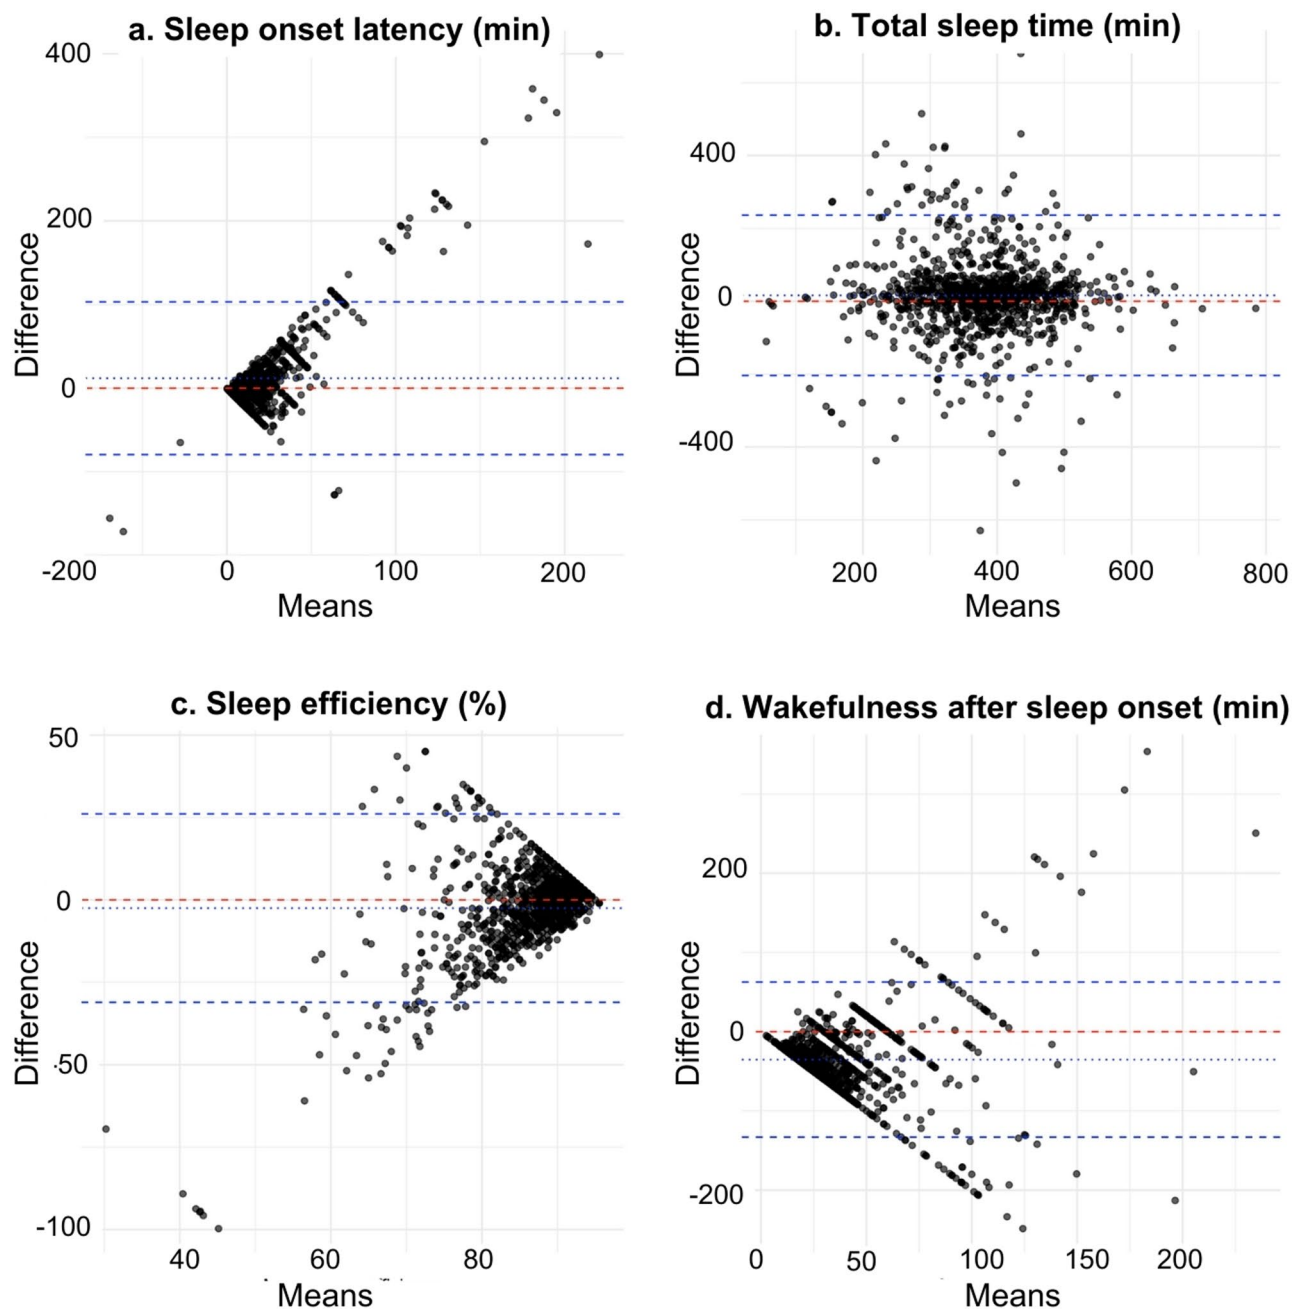 a. Sleep onset latency (min)
400
200
0
-200
Difference
0
100
200
Means
b. Total sleep time (min)
400
0
-400
Difference
200
400
600
800
Means
c. Sleep efficiency (%)
50
0
-50
-100
Difference
40
60
80
Means
d. Wakefulness after sleep onset (min)
200
0
-200
Difference
0
50
100
150
200
Means